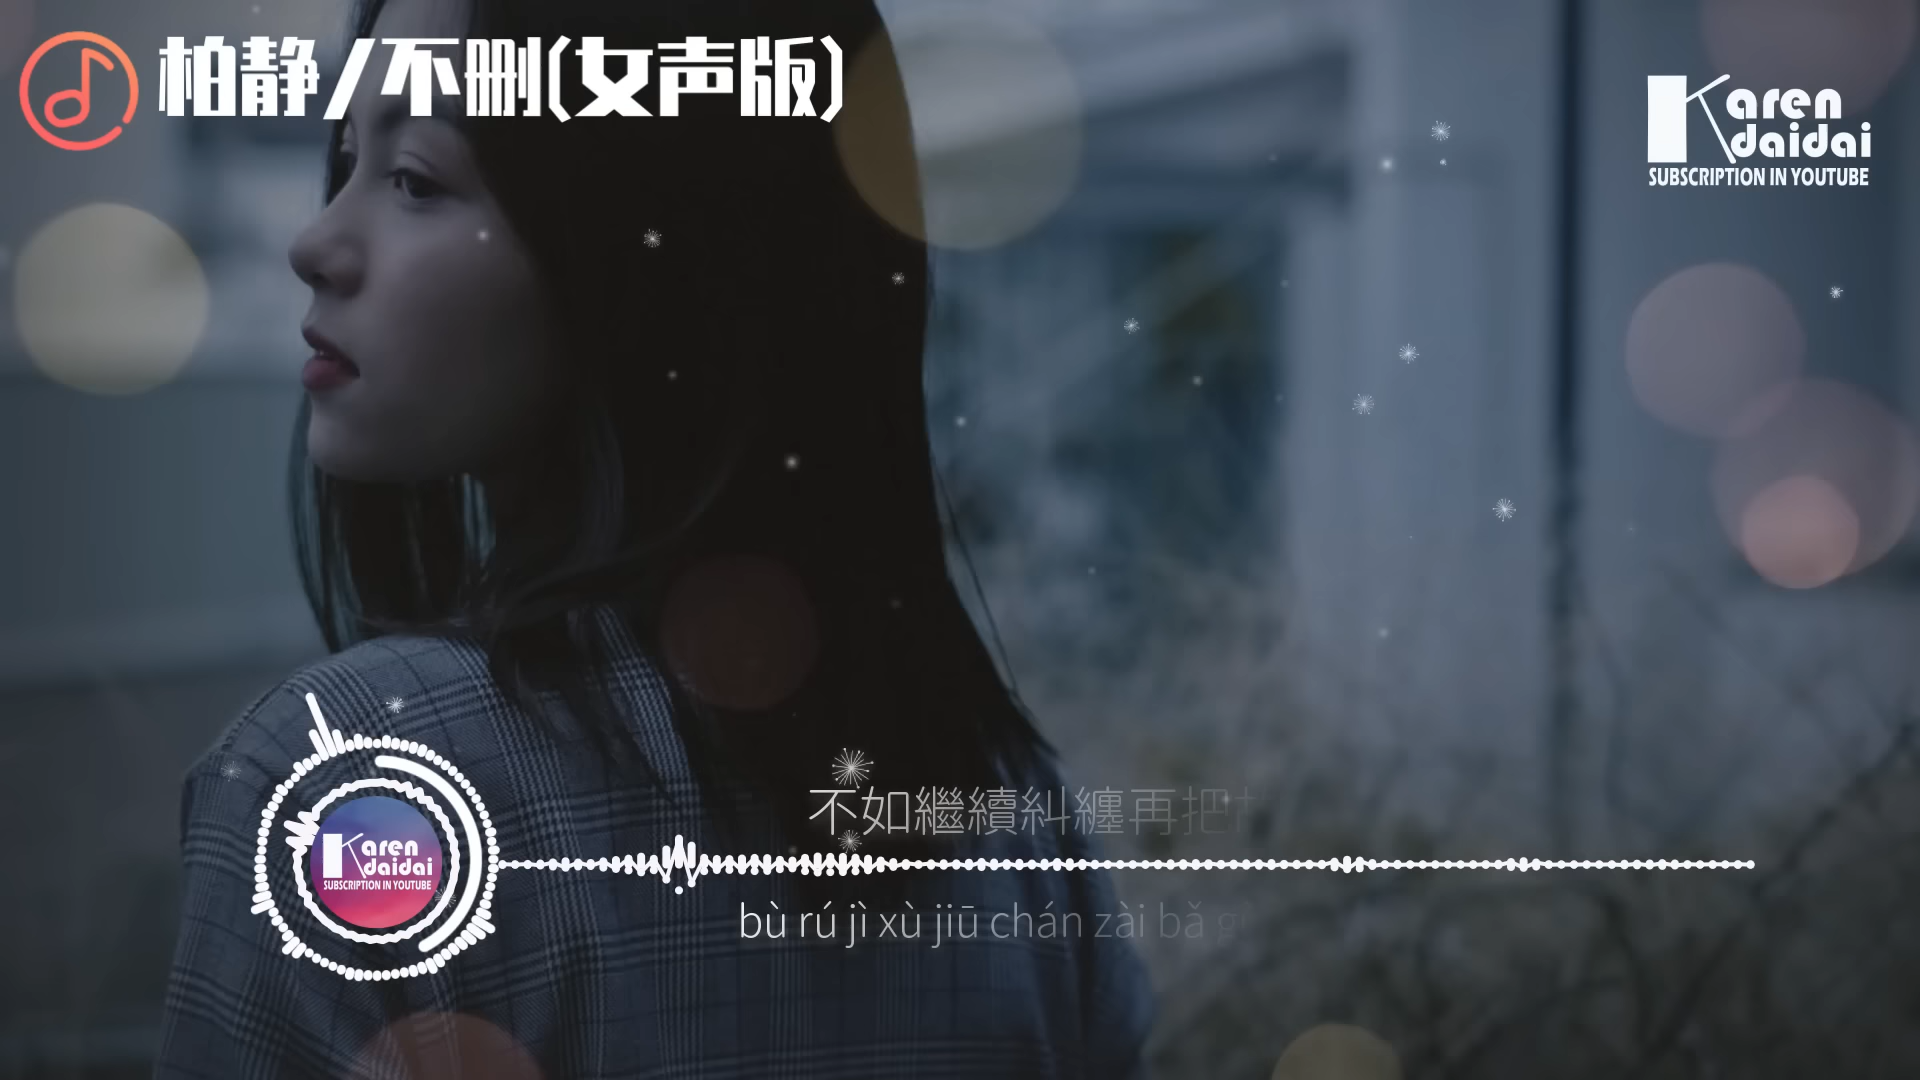 柏静/不删(女声版)
Karen
daidai
SUBSCRIPTION IN YOUTUBE
不如繼續糾纏再把
bù rú jì xù jiū chán zài bǎ
Karen
daidai
SUBSCRIPTION IN YOUTUBE